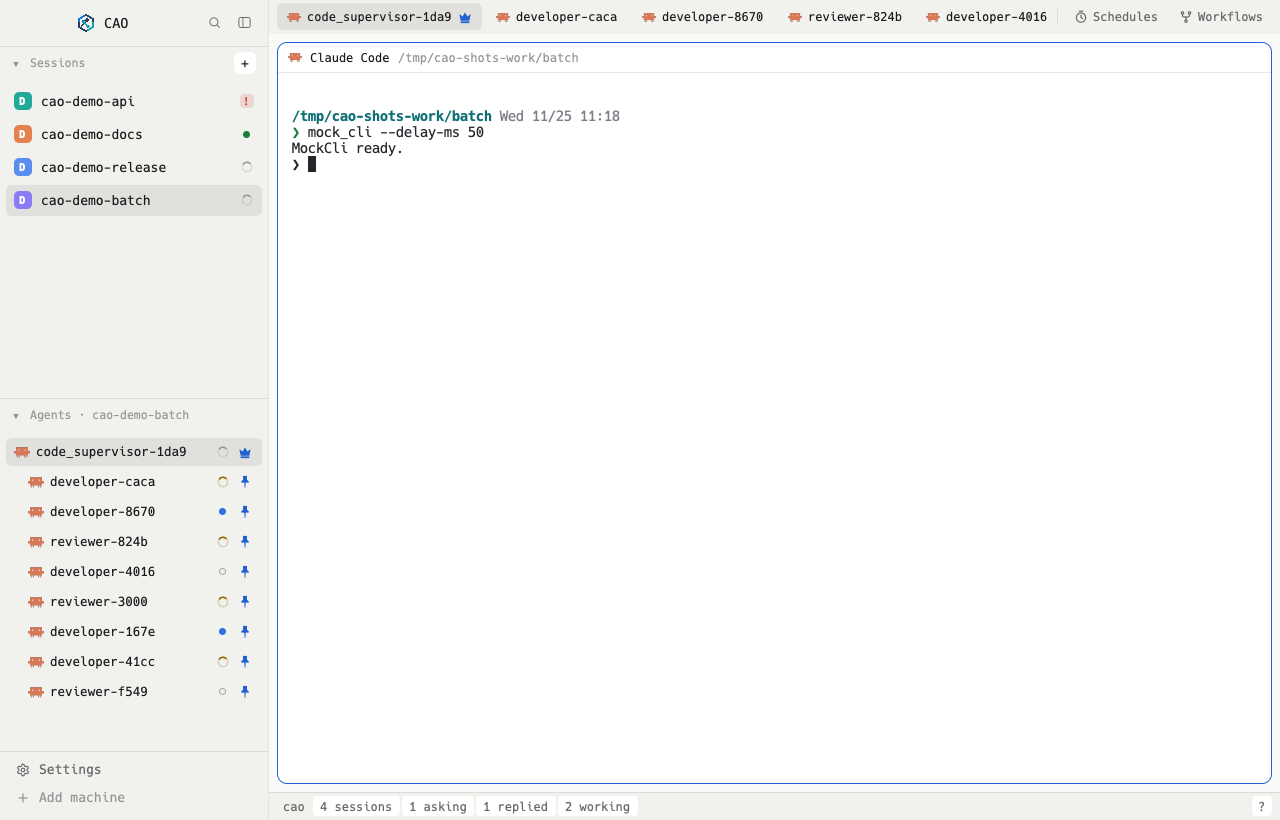 CAO
Sessions
+
D cao-demo-api !
D cao-demo-docs
D cao-demo-release
D cao-demo-batch
Agents · cao-demo-batch
code_supervisor-1da9
developer-caca
developer-8670
reviewer-824b
developer-4016
reviewer-3000
developer-167e
developer-41cc
reviewer-f549
Settings
+ Add machine
code_supervisor-1da9 developer-caca developer-8670 reviewer-824b developer-4016 Schedules Workflows
Claude Code /tmp/cao-shots-work/batch
/tmp/cao-shots-work/batch Wed 11/25 11:18
❯ mock_cli --delay-ms 50
MockCli ready.
❯
cao 4 sessions 1 asking 1 replied 2 working ?